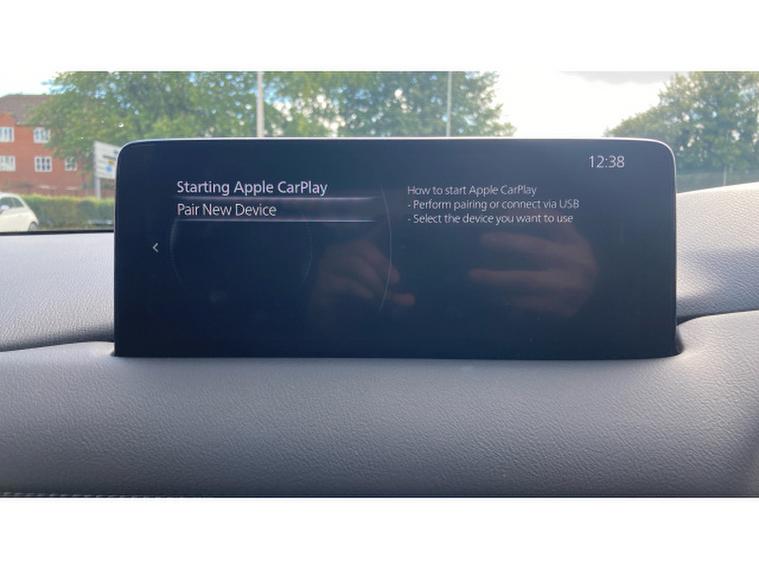 12:38
Starting Apple CarPlay
Pair New Device
How to start Apple CarPlay
- Perform pairing or connect via USB
- Select the device you want to use